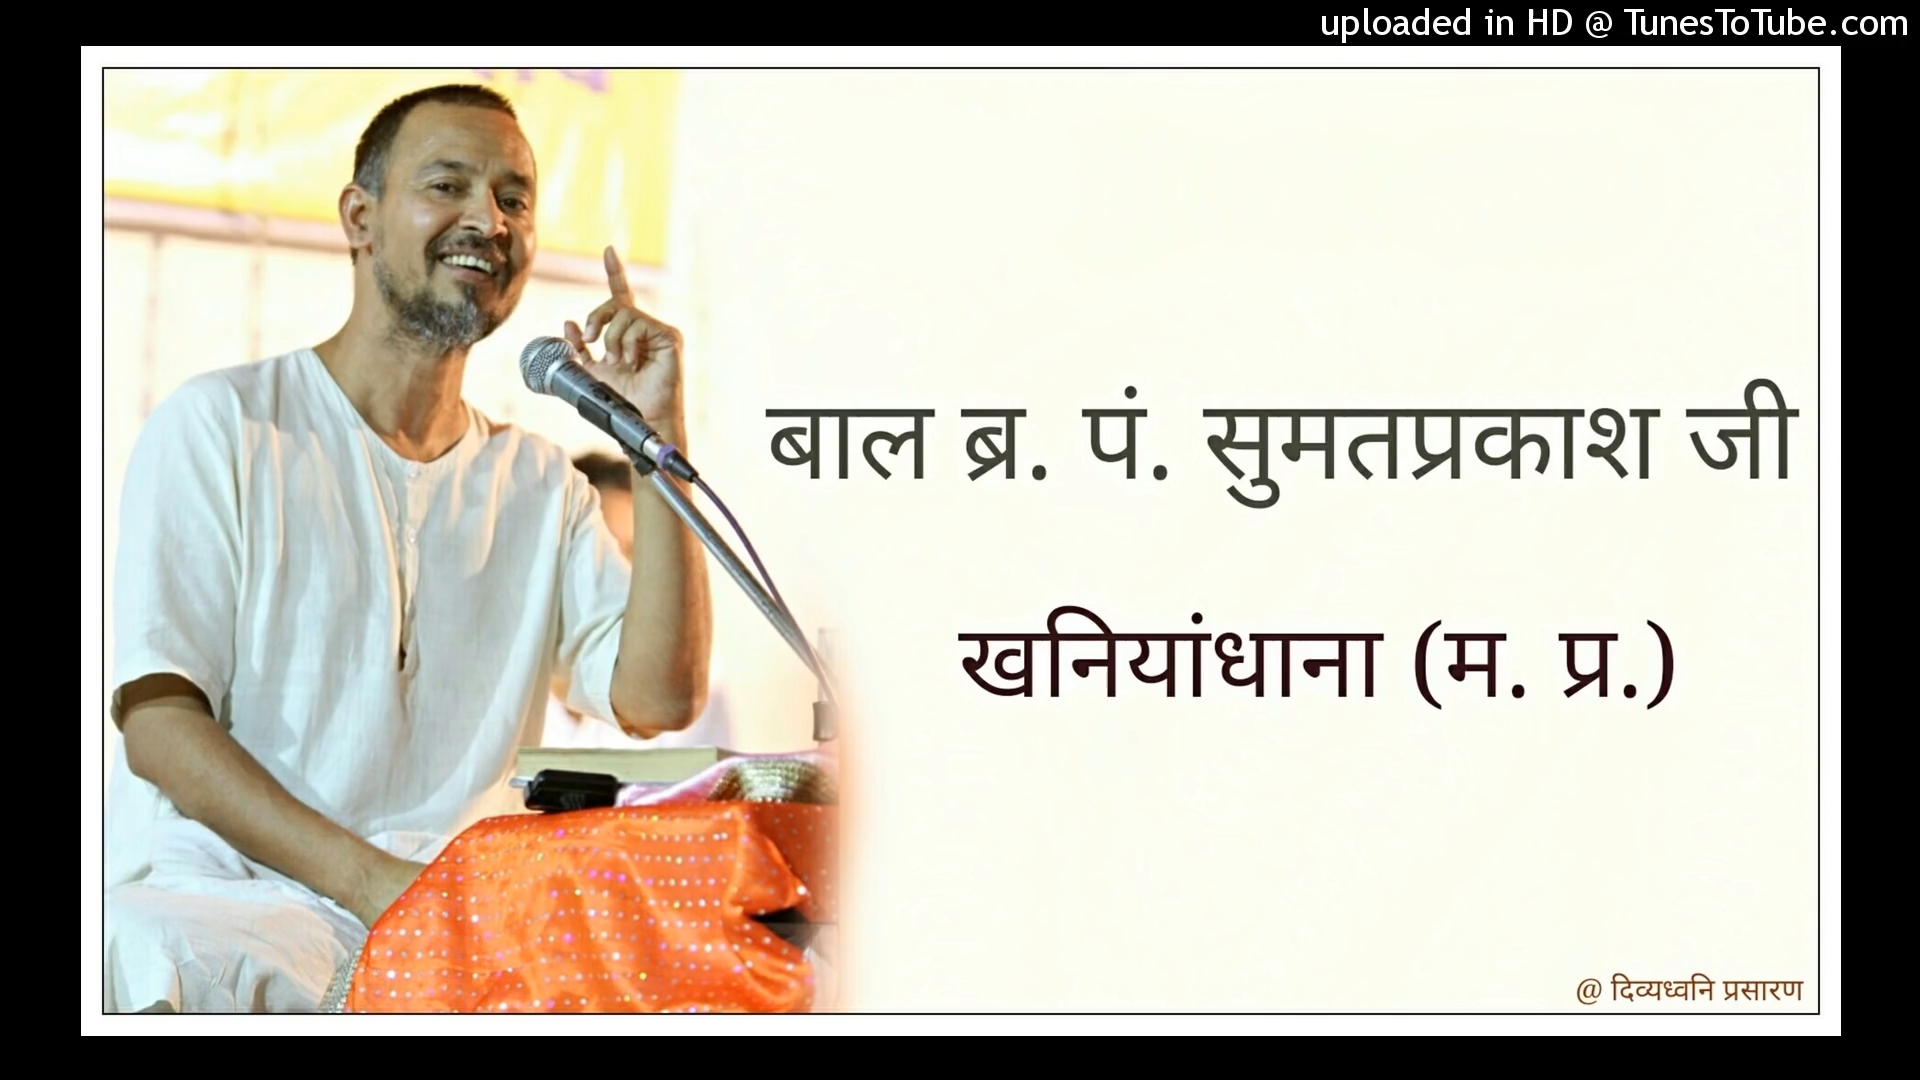 uploaded in HD @ TunesToTube.com
बाल ब्र. पं. सुमतप्रकाश जी
खनियांधाना (म. प्र.)
@ दिव्यध्वनि प्रसारण